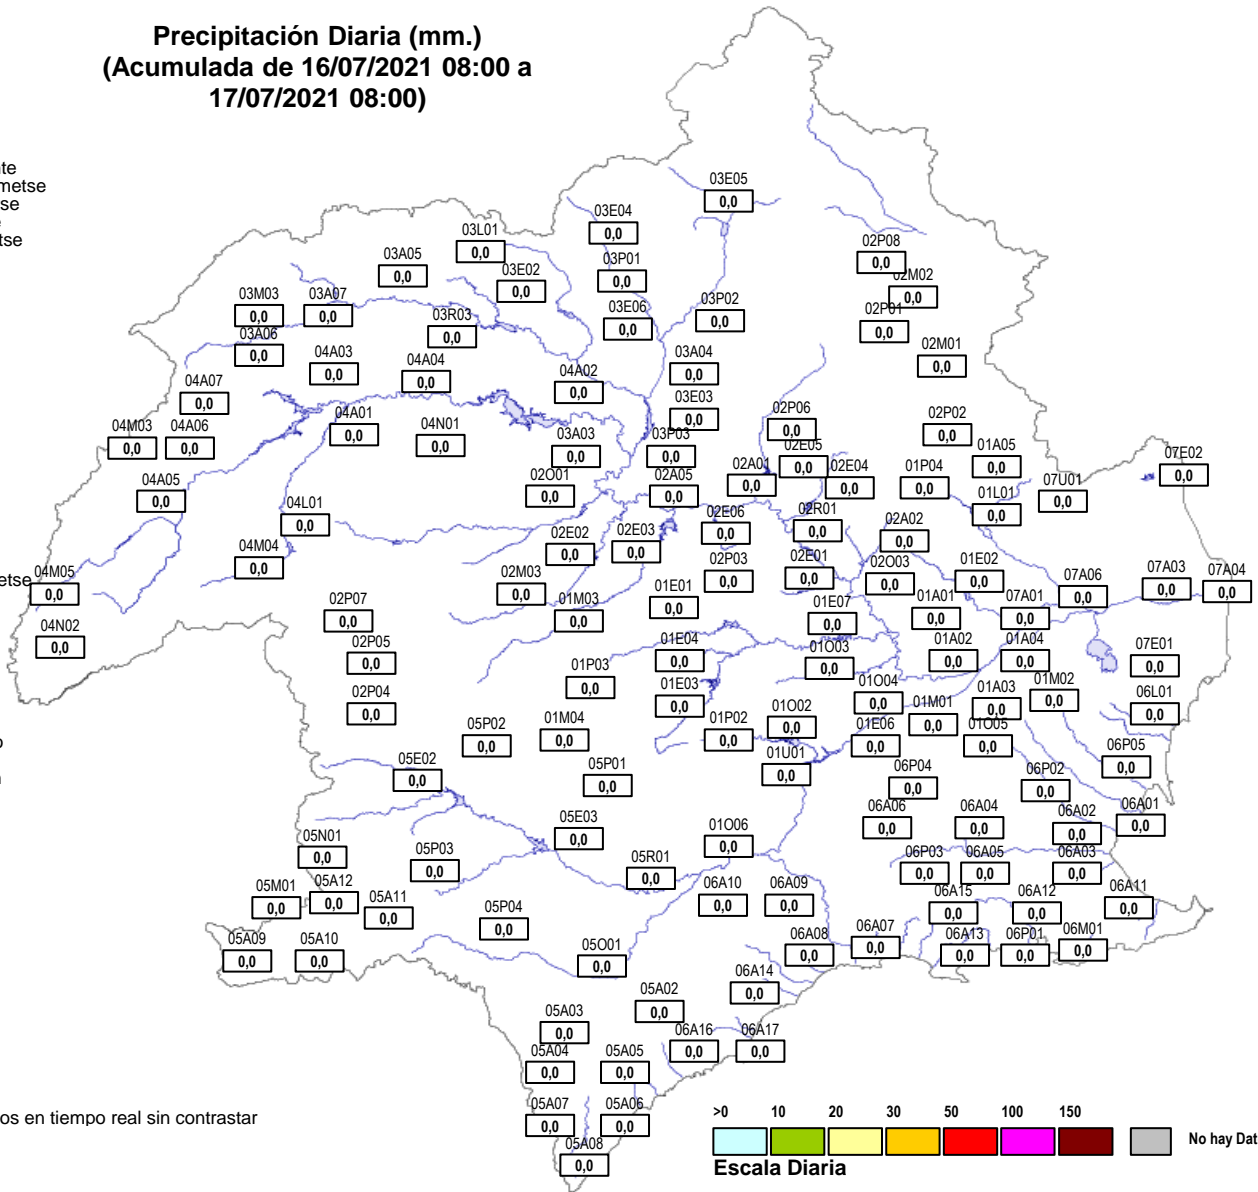 Precipitación Diaria (mm.)
(Acumulada de 16/07/2021 08:00 a
17/07/2021 08:00)
03E05
0,0
03E04
0,0
03L01
0,0
03P01
0,0
02P08
0,0
03A05
0,0
03E02
0,0
02M02
0,0
03M03
0,0
03A07
0,0
03P02
0,0
03E06
0,0
02P01
0,0
03R03
0,0
03A06
0,0
04A03
0,0
04A04
0,0
03A04
0,0
02M01
0,0
04A02
0,0
04A07
0,0
03E03
0,0
04A01
0,0
02P06
0,0
02P02
0,0
04M03
0,0
04A06
0,0
04N01
0,0
03A03
0,0
03P03
0,0
02E05
0,0
01A05
0,0
07E02
0,0
04A05
0,0
02O01
0,0
02A05
0,0
02A01
0,0
02E04
0,0
01P04
0,0
07U01
0,0
01L01
0,0
04L01
0,0
02E06
0,0
02R01
0,0
02A02
0,0
02E02
0,0
02E03
0,0
04M04
0,0
02P03
0,0
02E01
0,0
02O03
0,0
01E02
0,0
metse
04M05
0,0
02M03
0,0
07A06
0,0
07A03
0,0
07A04
0,0
01E01
0,0
02P07
0,0
01M03
0,0
01E07
0,0
01A01
0,0
07A01
0,0
04N02
0,0
02P05
0,0
01E04
0,0
01O03
0,0
01A02
0,0
01A04
0,0
07E01
0,0
01P03
0,0
01E03
0,0
01O04
0,0
01A03
0,0
01M02
0,0
06L01
0,0
02P04
0,0
01M01
0,0
05P02
0,0
01M04
0,0
01P02
0,0
01O02
0,0
01E06
0,0
01O05
0,0
05E02
0,0
05P01
0,0
01U01
0,0
06P04
0,0
06P02
0,0
06P05
0,0
05E03
0,0
01O06
0,0
06A06
0,0
06A04
0,0
06A02
0,0
06A01
0,0
05N01
0,0
05P03
0,0
05R01
0,0
06P03
0,0
06A05
0,0
06A03
0,0
05M01
0,0
05A12
0,0
05A11
0,0
06A10
0,0
06A09
0,0
06A15
0,0
06A12
0,0
06A11
0,0
05P04
0,0
05A09
0,0
05A10
0,0
05O01
0,0
06A08
0,0
06A07
0,0
06A13
0,0
06P01
0,0
06M01
0,0
06A14
0,0
05A02
0,0
05A03
0,0
06A16
0,0
06A17
0,0
05A04
0,0
05A05
0,0
05A07
0,0
05A06
0,0
05A08
0,0
os en tiempo real sin contrastar
>0 10 20 30 50 100 150
No hay Dat
Escala Diaria